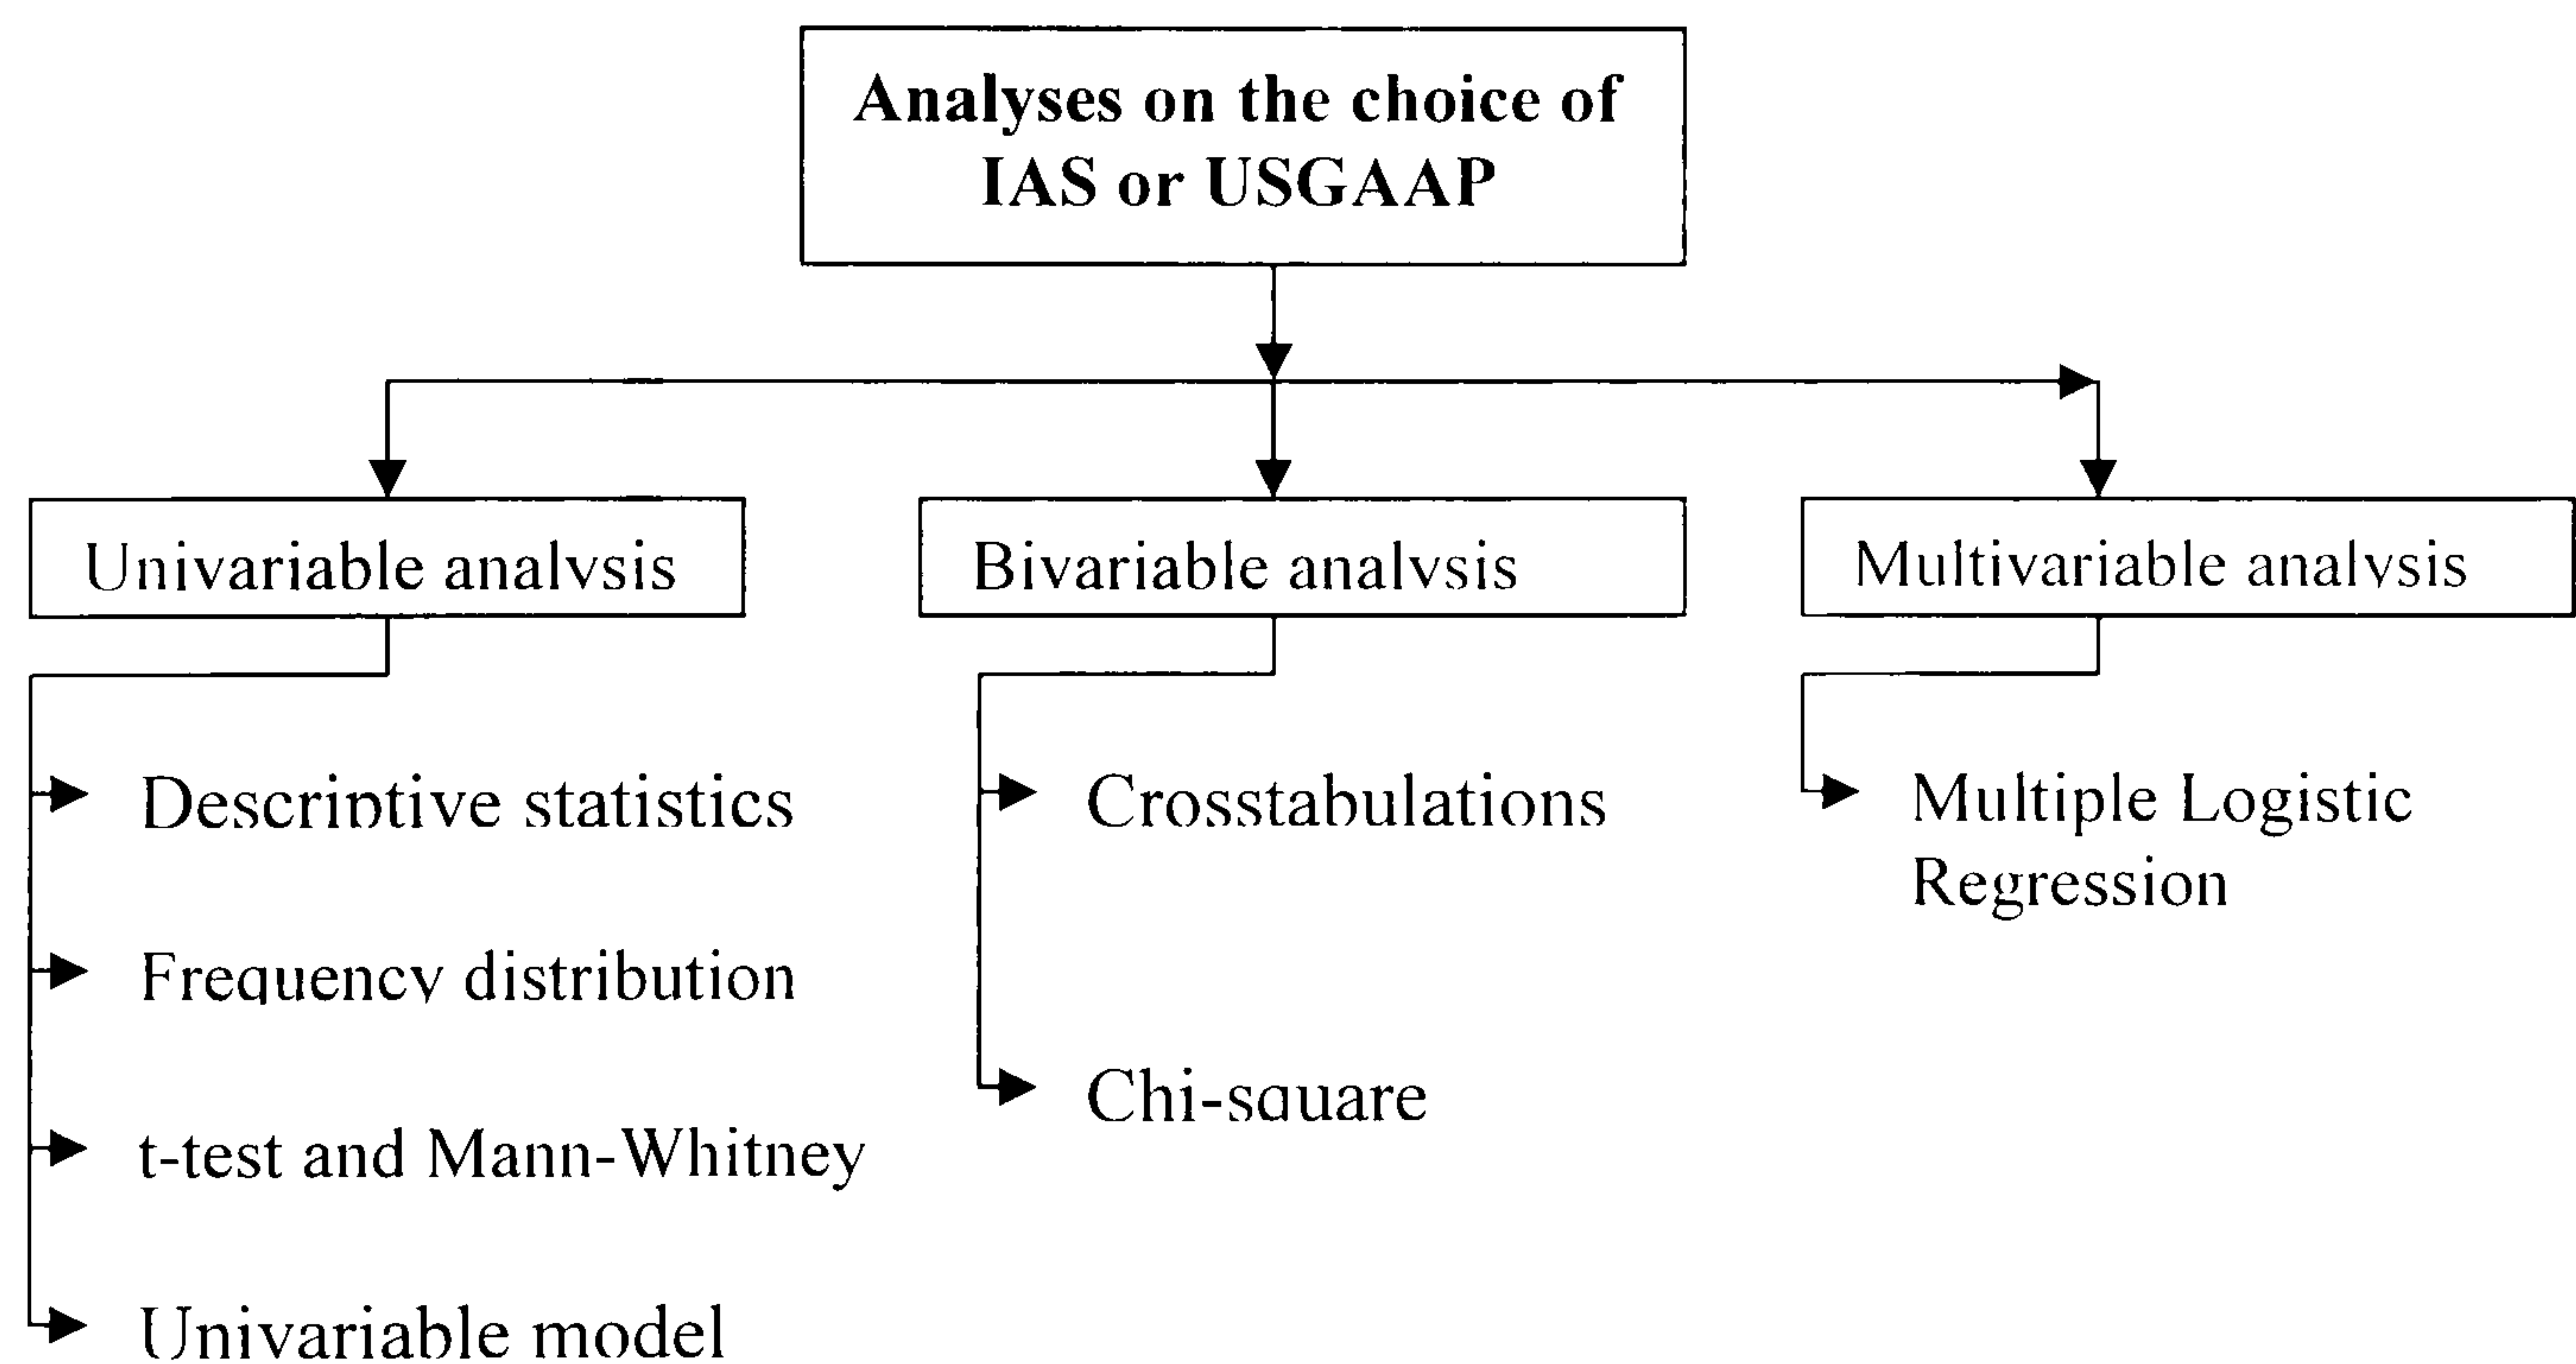 Analyses on the choice of
IAS or USGAAP
Univariable analysis
Bivariable analysis
Multivariable analysis
Descriptive statistics
Frequency distribution
t-test and Mann-Whitney
Univariable model
Crosstabulations
Chi-square
Multiple Logistic
Regression